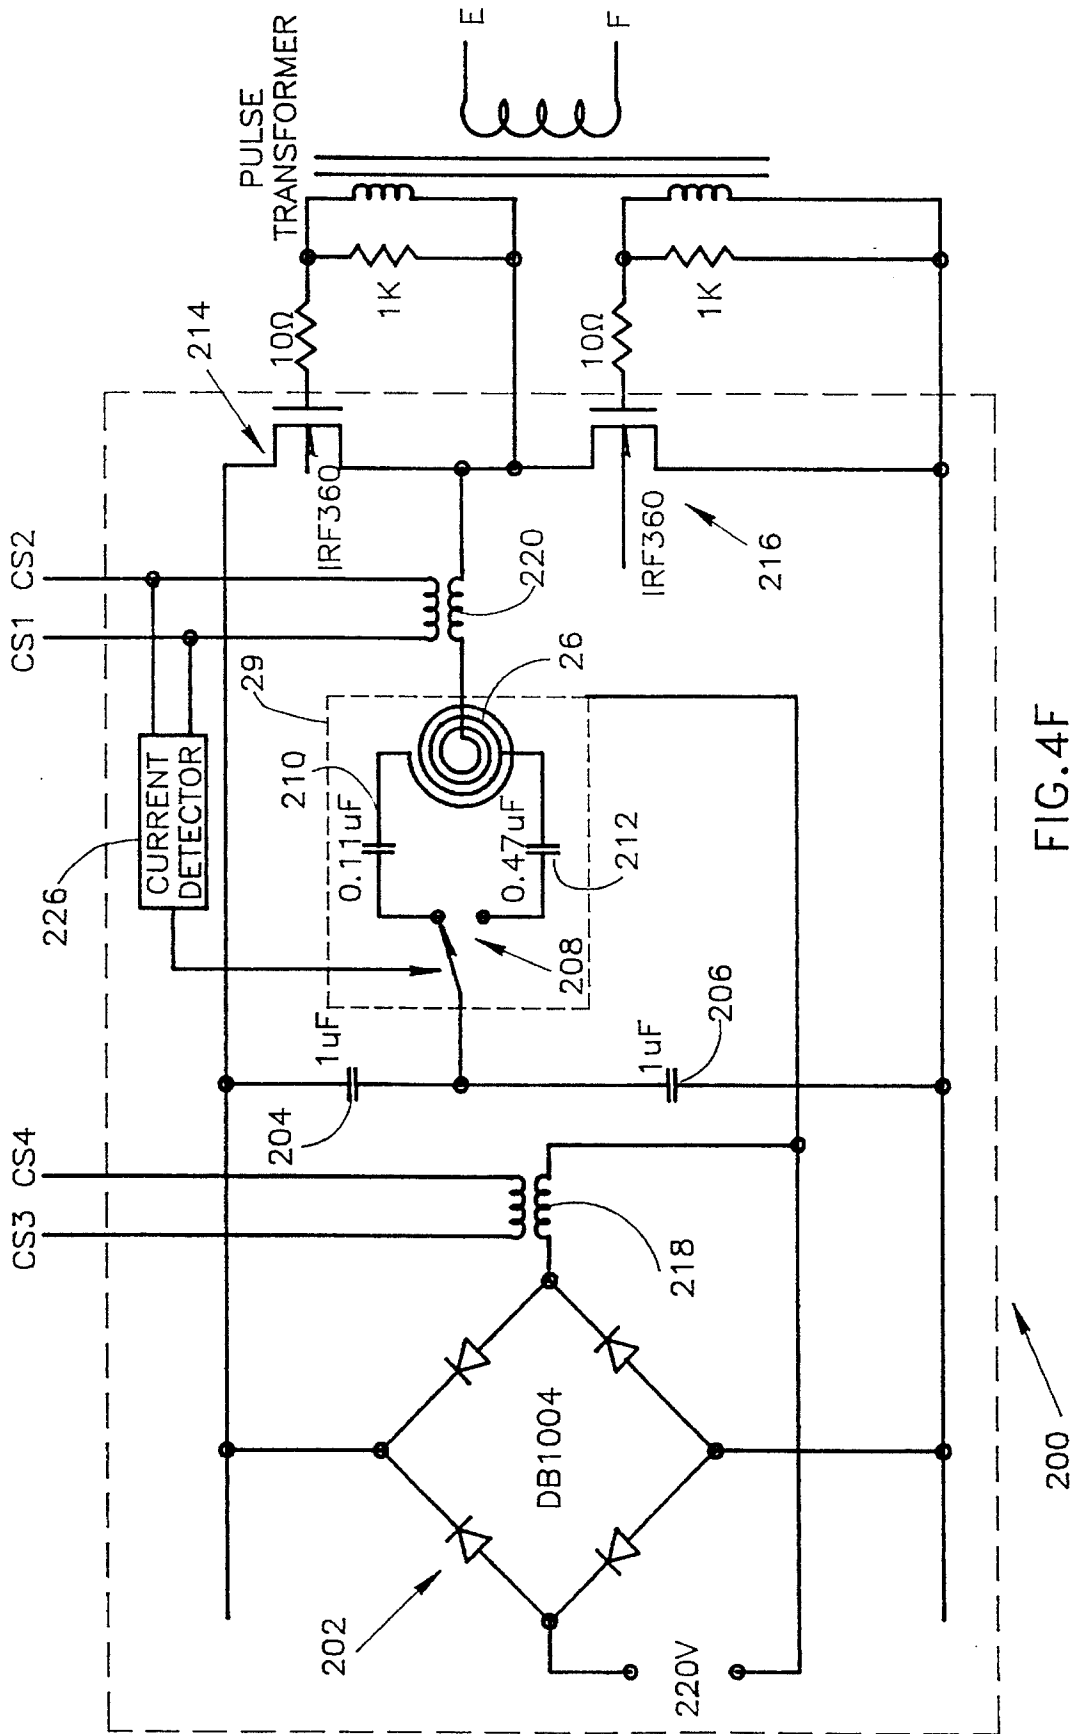 PULSE
TRANSFORMER
E
F
10Ω
1K
10Ω
1K
214
IRF360
IRF360
216
CS1 CS2
220
29
26
226
CURRENT
DETECTOR
210
0.11uF
0.47uF
212
208
1uF
204
1uF
206
CS3 CS4
218
DB1004
202
220V
200
FIG.4F